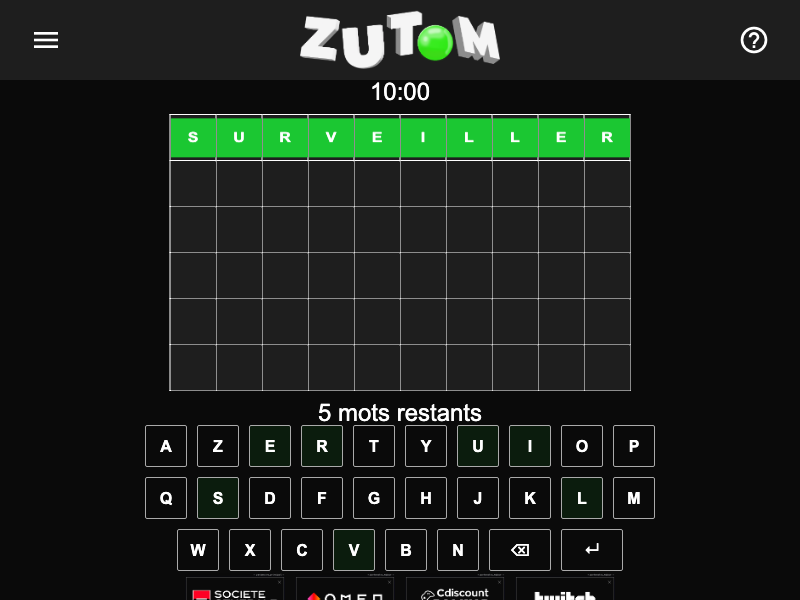 ZUTOM
10:00
S U R V E I L L E R
5 mots restants
A Z E R T Y U I O P
Q S D F G H J K L M
W X C V B N
SOCIETE OMEN Cdiscount twitch